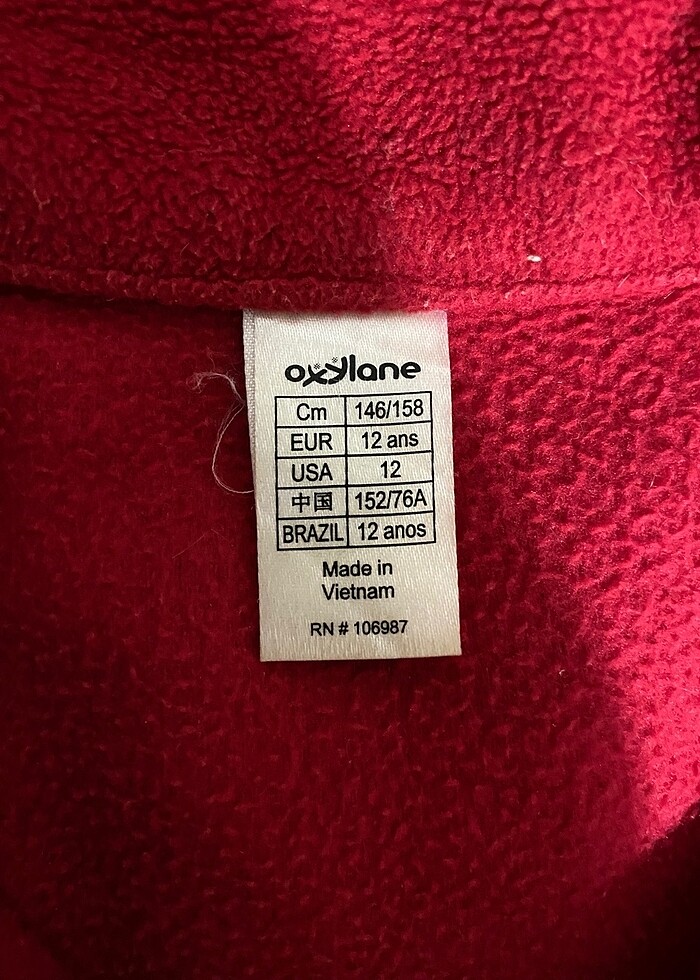 oxylane
Cm 146/158
EUR 12 ans
USA 12
中国 152/76A
BRAZIL 12 anos
Made in
Vietnam
RN # 106987